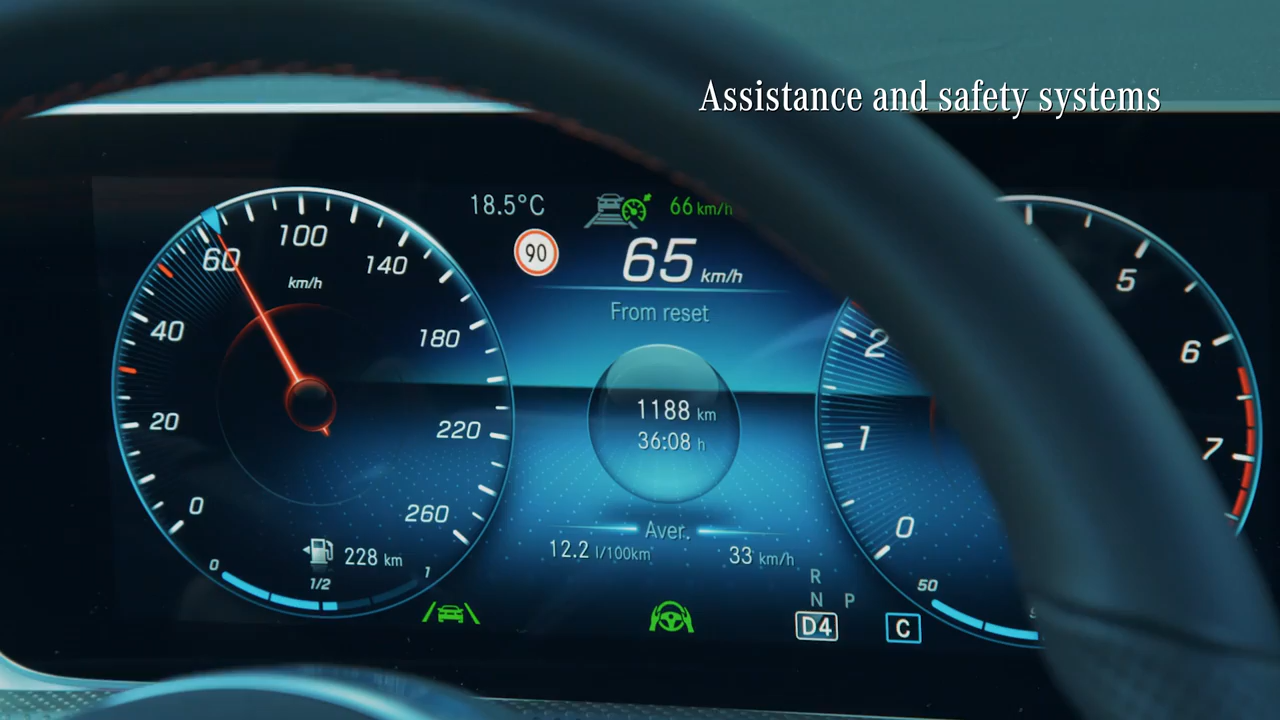 Assistance and safety systems
18.5°C
66 km/h
90
65 km/h
From reset
1188 km
36:08 h
Aver.
12.2 l/100km
33 km/h
0
20
40
60
100
140
180
220
260
km/h
228 km
0
1/2
1
R
N P
D4
C
0
1
2
5
6
7
50